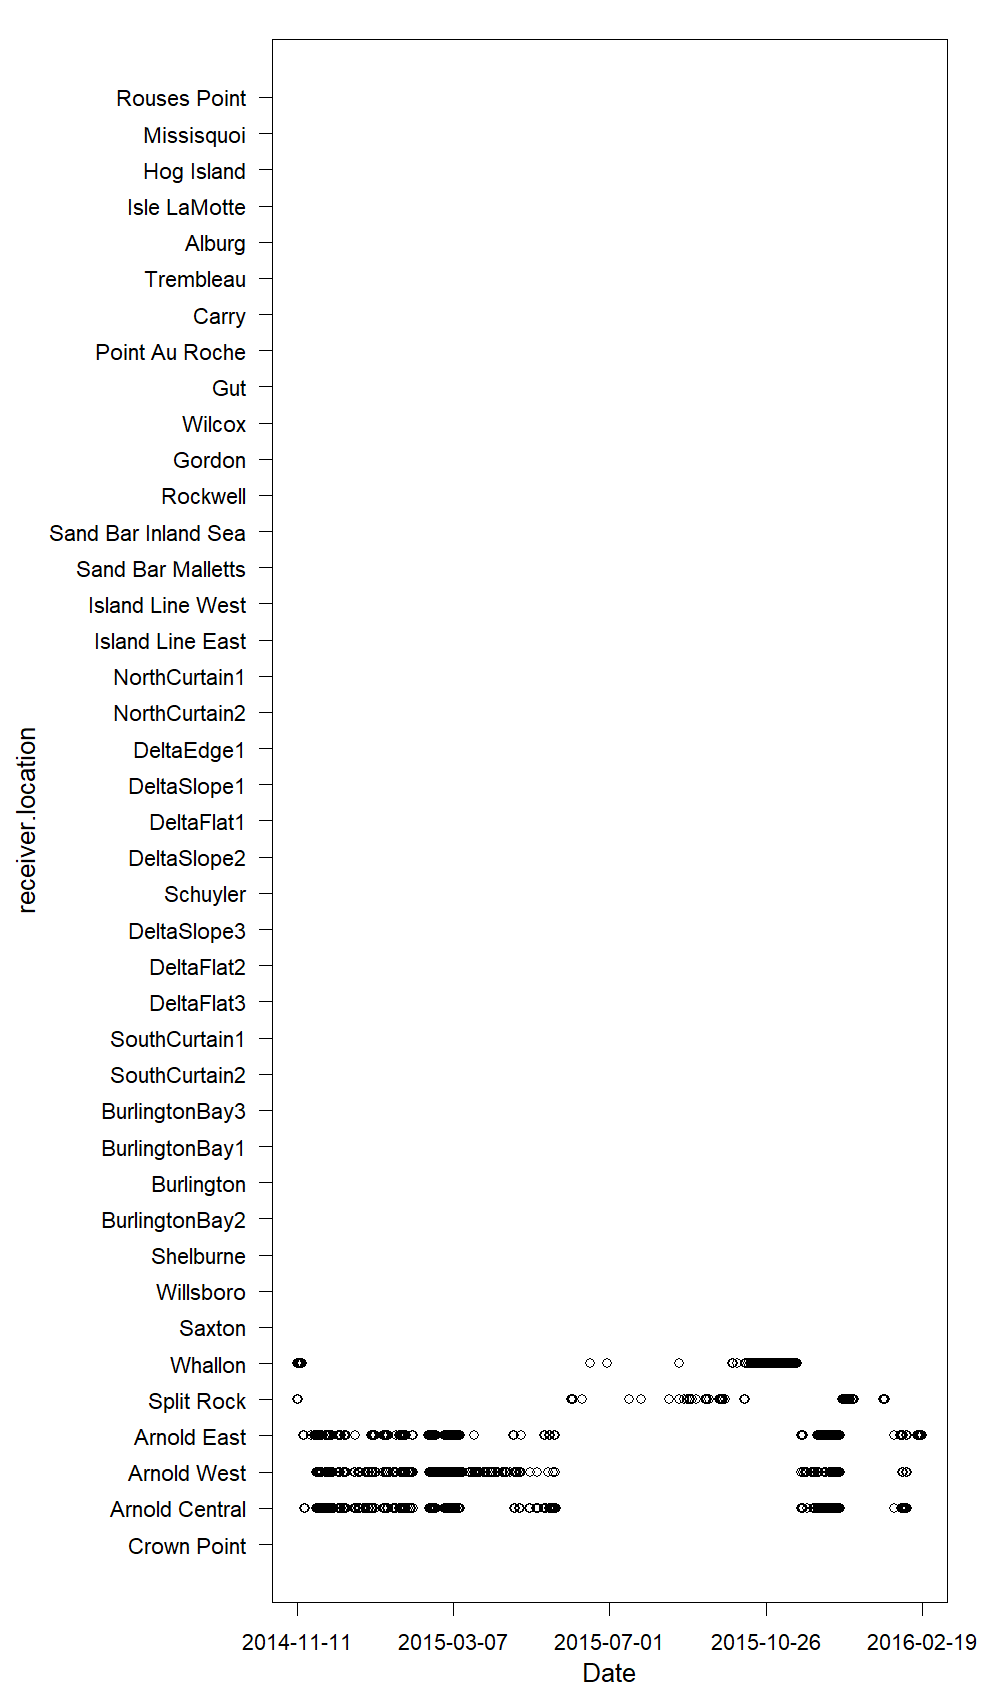 Rouses Point
Missisquoi
Hog Island
Isle LaMotte
Alburg
Trembleau
Carry
Point Au Roche
Gut
Wilcox
Gordon
Rockwell
Sand Bar Inland Sea
Sand Bar Malletts
Island Line West
Island Line East
NorthCurtain1
NorthCurtain2
DeltaEdge1
DeltaSlope1
DeltaFlat1
DeltaSlope2
Schuyler
DeltaSlope3
DeltaFlat2
DeltaFlat3
SouthCurtain1
SouthCurtain2
BurlingtonBay3
BurlingtonBay1
Burlington
BurlingtonBay2
Shelburne
Willsboro
Saxton
Whallon
Split Rock
Arnold East
Arnold West
Arnold Central
Crown Point
receiver.location
2014-11-11 2015-03-07 2015-07-01 2015-10-26 2016-02-19
Date